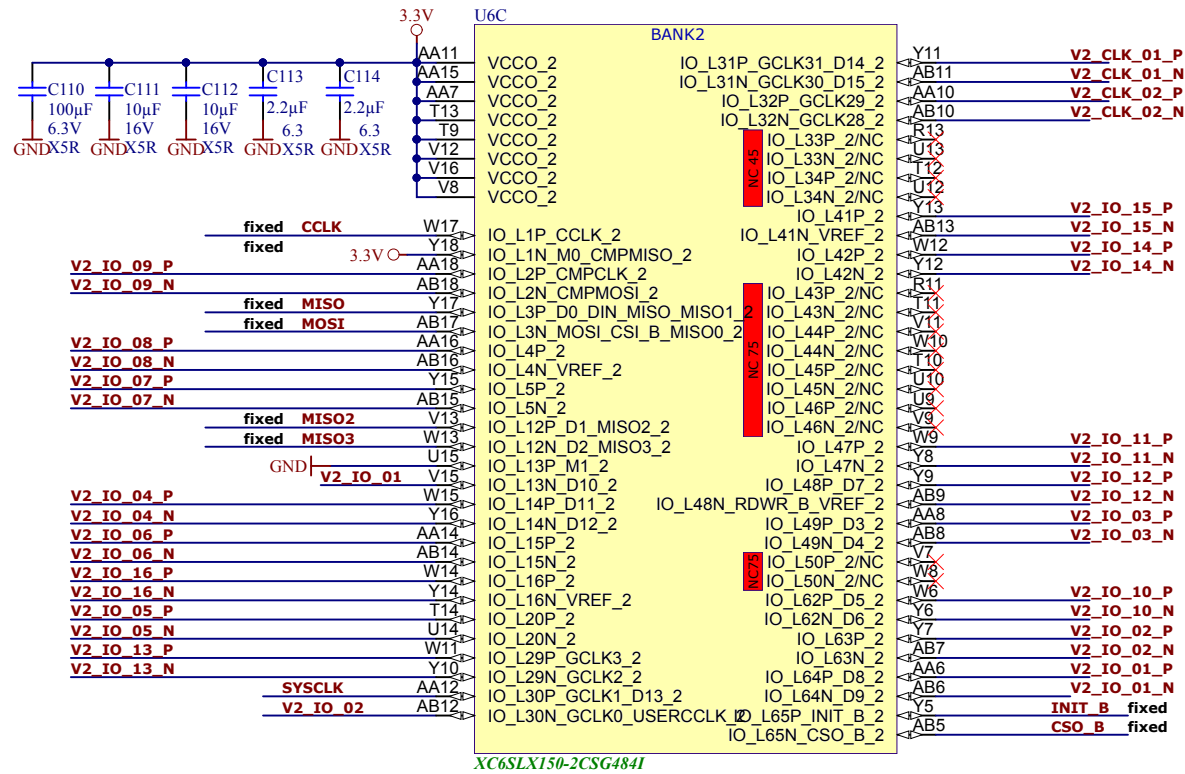 3.3V
U6C
BANK2
C110
100µF
6.3V
X5R
GND
C111
10µF
16V
X5R
GND
C112
10µF
16V
X5R
GND
C113
2.2µF
6.3
X5R
GND
C114
2.2µF
6.3
X5R
GND
AA11 VCCO_2
AA15 VCCO_2
AA7 VCCO_2
T13 VCCO_2
T9 VCCO_2
V12 VCCO_2
V16 VCCO_2
V8 VCCO_2
fixed CCLK W17 IO_L1P_CCLK_2
fixed 3.3V Y18 IO_L1N_M0_CMPMISO_2
V2_IO_09_P AA18 IO_L2P_CMPCLK_2
V2_IO_09_N AB18 IO_L2N_CMPMOSI_2
fixed MISO Y17 IO_L3P_D0_DIN_MISO_MISO1_2
fixed MOSI AB17 IO_L3N_MOSI_CSI_B_MISO0_2
V2_IO_08_P AA16 IO_L4P_2
V2_IO_08_N AB16 IO_L4N_VREF_2
V2_IO_07_P Y15 IO_L5P_2
V2_IO_07_N AB15 IO_L5N_2
fixed MISO2 V13 IO_L12P_D1_MISO2_2
fixed MISO3 W13 IO_L12N_D2_MISO3_2
GND U15 IO_L13P_M1_2
V2_IO_01 V15 IO_L13N_D10_2
V2_IO_04_P W15 IO_L14P_D11_2
V2_IO_04_N Y16 IO_L14N_D12_2
V2_IO_06_P AA14 IO_L15P_2
V2_IO_06_N AB14 IO_L15N_2
V2_IO_16_P W14 IO_L16P_2
V2_IO_16_N Y14 IO_L16N_VREF_2
V2_IO_05_P T14 IO_L20P_2
V2_IO_05_N U14 IO_L20N_2
V2_IO_13_P W11 IO_L29P_GCLK3_2
V2_IO_13_N Y10 IO_L29N_GCLK2_2
SYSCLK AA12 IO_L30P_GCLK1_D13_2
V2_IO_02 AB12 IO_L30N_GCLK0_USERCCLK_2
IO_L31P_GCLK31_D14_2 Y11 V2_CLK_01_P
IO_L31N_GCLK30_D15_2 AB11 V2_CLK_01_N
IO_L32P_GCLK29_2 AA10 V2_CLK_02_P
IO_L32N_GCLK28_2 AB10 V2_CLK_02_N
NC 45
IO_L33P_2/NC R13
IO_L33N_2/NC U13
IO_L34P_2/NC T12
IO_L34N_2/NC U12
IO_L41P_2 Y13 V2_IO_15_P
IO_L41N_VREF_2 AB13 V2_IO_15_N
IO_L42P_2 W12 V2_IO_14_P
IO_L42N_2 Y12 V2_IO_14_N
NC 75
IO_L43P_2/NC R11
IO_L43N_2/NC T11
IO_L44P_2/NC V11
IO_L44N_2/NC W10
IO_L45P_2/NC T10
IO_L45N_2/NC U10
IO_L46P_2/NC U9
IO_L46N_2/NC V9
IO_L47P_2 W9 V2_IO_11_P
IO_L47N_2 Y8 V2_IO_11_N
IO_L48P_D7_2 Y9 V2_IO_12_P
IO_L48N_RDWR_B_VREF_2 AB9 V2_IO_12_N
IO_L49P_D3_2 AA8 V2_IO_03_P
IO_L49N_D4_2 AB8 V2_IO_03_N
NC75
IO_L50P_2/NC V7
IO_L50N_2/NC W8
IO_L62P_D5_2 W6 V2_IO_10_P
IO_L62N_D6_2 Y6 V2_IO_10_N
IO_L63P_2 Y7 V2_IO_02_P
IO_L63N_2 AB7 V2_IO_02_N
IO_L64P_D8_2 AA6 V2_IO_01_P
IO_L64N_D9_2 AB6 V2_IO_01_N
IO_L65P_INIT_B_2 Y5 INIT_B fixed
IO_L65N_CSO_B_2 AB5 CSO_B fixed
XC6SLX150-2CSG484I